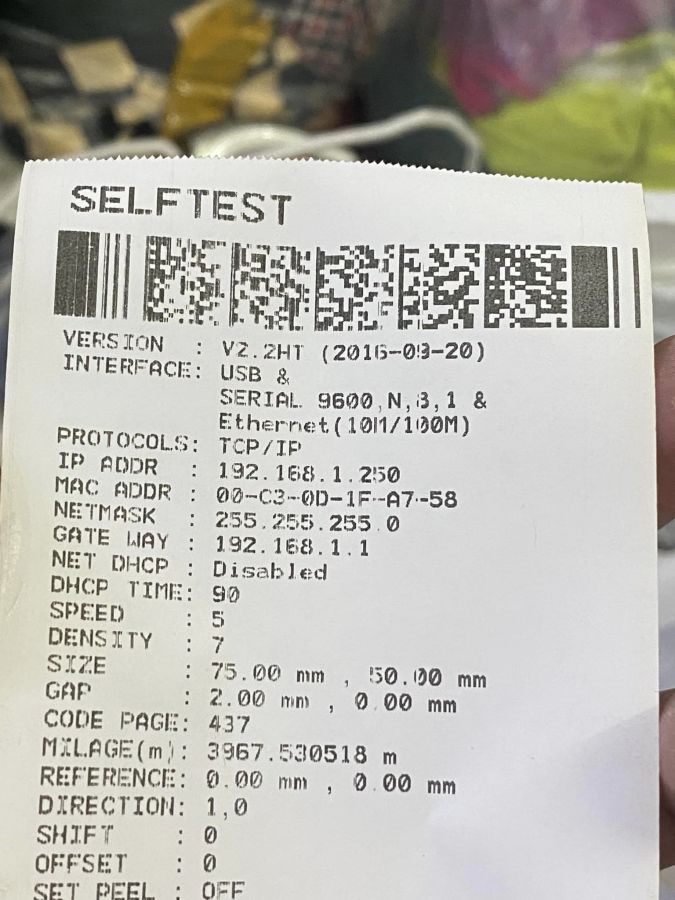 SELFTEST
VERSION : V2.2HT (2016-09-20)
INTERFACE: USB &
SERIAL 9600,N,8,1 &
Ethernet(10M/100M)
PROTOCOLS: TCP/IP
IP ADDR : 192.168.1.250
MAC ADDR : 00-C3-0D-1F-A7-58
NETMASK : 255.255.255.0
GATE WAY : 192.168.1.1
NET DHCP : Disabled
DHCP TIME: 90
SPEED : 5
DENSITY : 7
SIZE : 75.00 mm , 50.00 mm
GAP : 2.00 mm , 0.00 mm
CODE PAGE: 437
MILAGE(m): 3967.530518 m
REFERENCE: 0.00 mm , 0.00 mm
DIRECTION: 1,0
SHIFT : 0
OFFSET : 0
SET PEEL : OFF